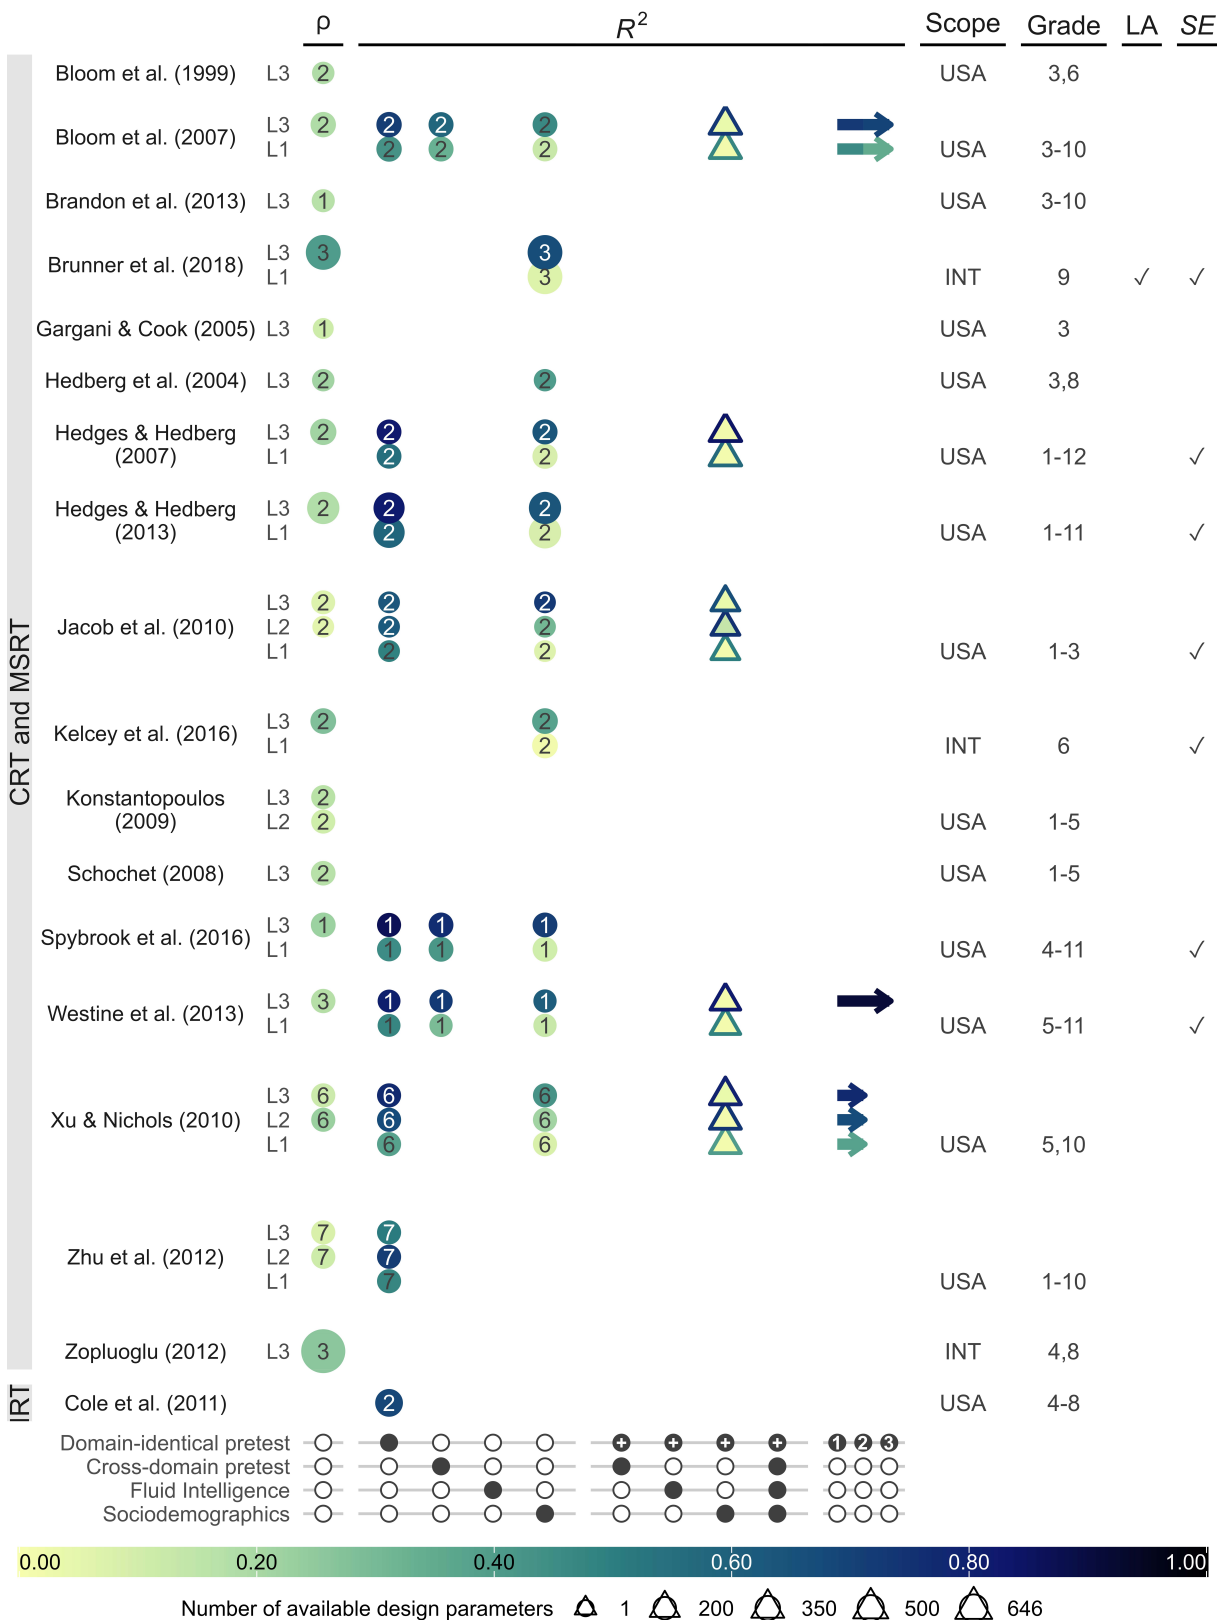 ρ R² Scope Grade LA SE
CRT and MSRT
Bloom et al. (1999) L3 2 USA 3,6
L3 2 2 2 2
Bloom et al. (2007)
L1 2 2 2 USA 3-10
Brandon et al. (2013) L3 1 USA 3-10
L3 3 3
Brunner et al. (2018)
L1 3 INT 9 ✓ ✓
Gargani & Cook (2005) L3 1 USA 3
Hedberg et al. (2004) L3 2 2 USA 3,8
Hedges & Hedberg L3 2 2 2
(2007) L1 2 2 USA 1-12 ✓
Hedges & Hedberg L3 2 2 2
(2013) L1 2 2 USA 1-11 ✓
L3 2 2 2
Jacob et al. (2010) L2 2 2 2
L1 2 2 USA 1-3 ✓
L3 2 2
Kelcey et al. (2016)
L1 2 INT 6 ✓
Konstantopoulos L3 2
(2009) L2 2 USA 1-5
Schochet (2008) L3 2 USA 1-5
L3 1 1 1 1
Spybrook et al. (2016)
L1 1 1 1 USA 4-11 ✓
L3 3 1 1 1
Westine et al. (2013)
L1 1 1 1 USA 5-11 ✓
L3 6 6 6
Xu & Nichols (2010) L2 6 6 6
L1 6 6 USA 5,10
L3 7 7
Zhu et al. (2012) L2 7 7
L1 7 USA 1-10
Zopluoglu (2012) L3 3 INT 4,8
IRT
Cole et al. (2011) 2 USA 4-8
Domain-identical pretest + + + + 1 2 3
Cross-domain pretest
Fluid Intelligence
Sociodemographics
0.00 0.20 0.40 0.60 0.80 1.00
Number of available design parameters 1 200 350 500 646